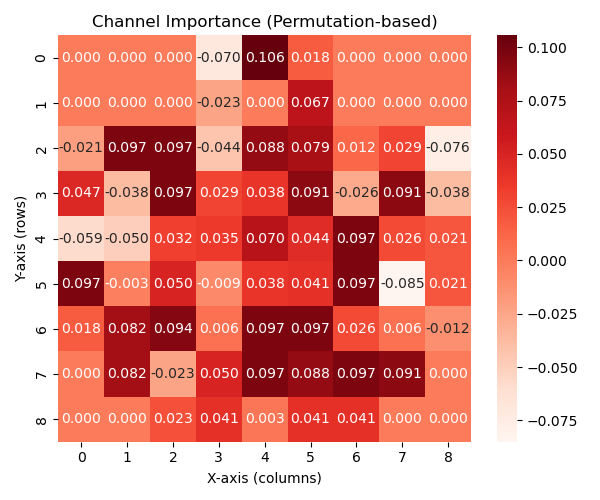 Channel Importance (Permutation-based)
0 0.000 0.000 0.000 -0.070 0.106 0.018 0.000 0.000 0.000
1 0.000 0.000 0.000 -0.023 0.000 0.067 0.000 0.000 0.000
2 -0.021 0.097 0.097 -0.044 0.088 0.079 0.012 0.029 -0.076
3 0.047 -0.038 0.097 0.029 0.038 0.091 -0.026 0.091 -0.038
4 -0.059 -0.050 0.032 0.035 0.070 0.044 0.097 0.026 0.021
5 0.097 -0.003 0.050 -0.009 0.038 0.041 0.097 -0.085 0.021
6 0.018 0.082 0.094 0.006 0.097 0.097 0.026 0.006 -0.012
7 0.000 0.082 -0.023 0.050 0.097 0.088 0.097 0.091 0.000
8 0.000 0.000 0.023 0.041 0.003 0.041 0.041 0.000 0.000
0 1 2 3 4 5 6 7 8
X-axis (columns)
Y-axis (rows)
0.100
0.075
0.050
0.025
0.000
−0.025
−0.050
−0.075